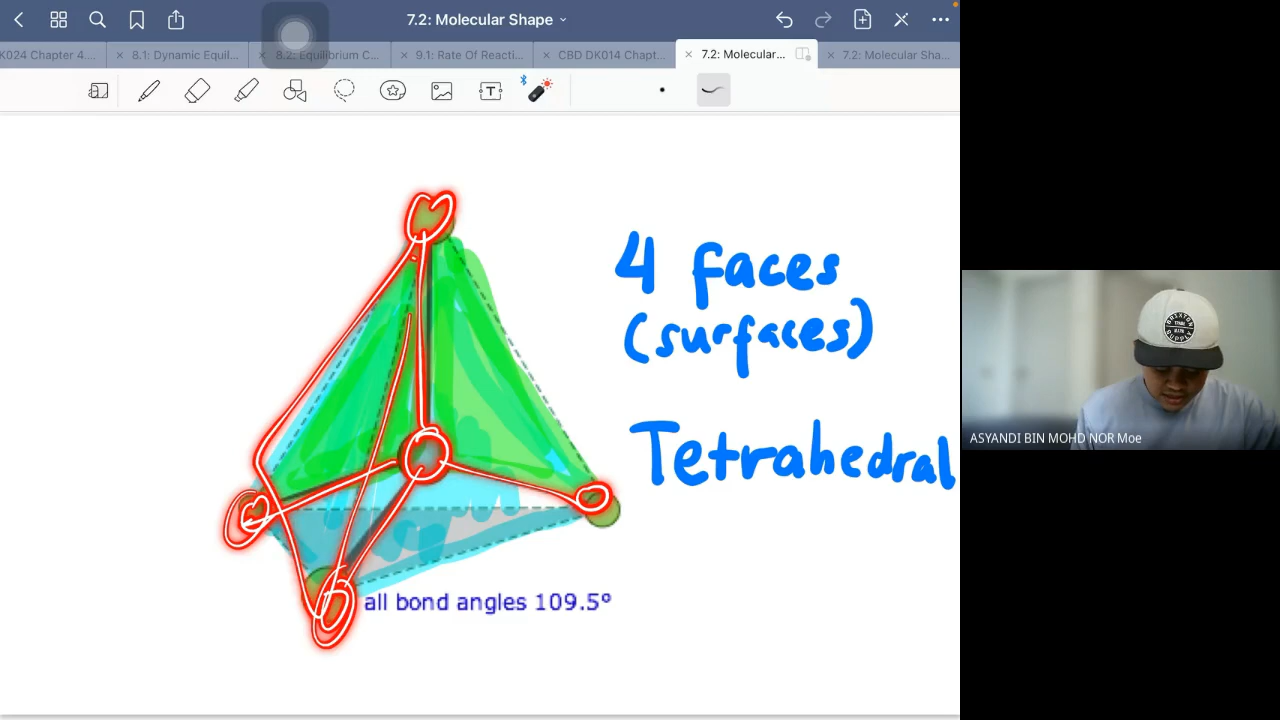 7.2: Molecular Shape
K024 Chapter 4....
8.1: Dynamic Equil...
8.2: Equilibrium C...
9.1: Rate Of Reacti...
CBD DK014 Chapt...
7.2: Molecular...
7.2: Molecular Sha...
T
4 faces
(surfaces)
Tetrahedral
all bond angles 109.5°
BRIXTON
SUPPLY
ASYANDI BIN MOHD NOR Moe